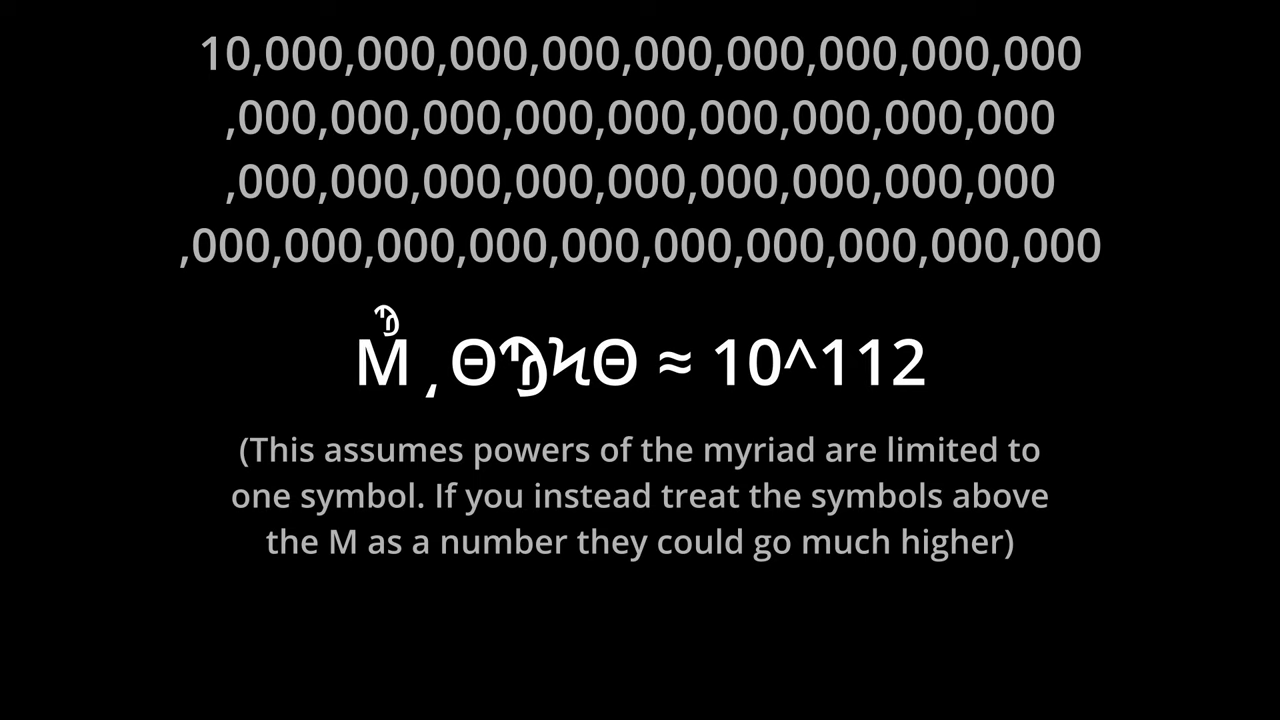 10,000,000,000,000,000,000,000,000,000
,000,000,000,000,000,000,000,000,000
,000,000,000,000,000,000,000,000,000
,000,000,000,000,000,000,000,000,000,000
Ϡ
M ͵ΘϠϞΘ ≈ 10^112
(This assumes powers of the myriad are limited to
one symbol. If you instead treat the symbols above
the M as a number they could go much higher)